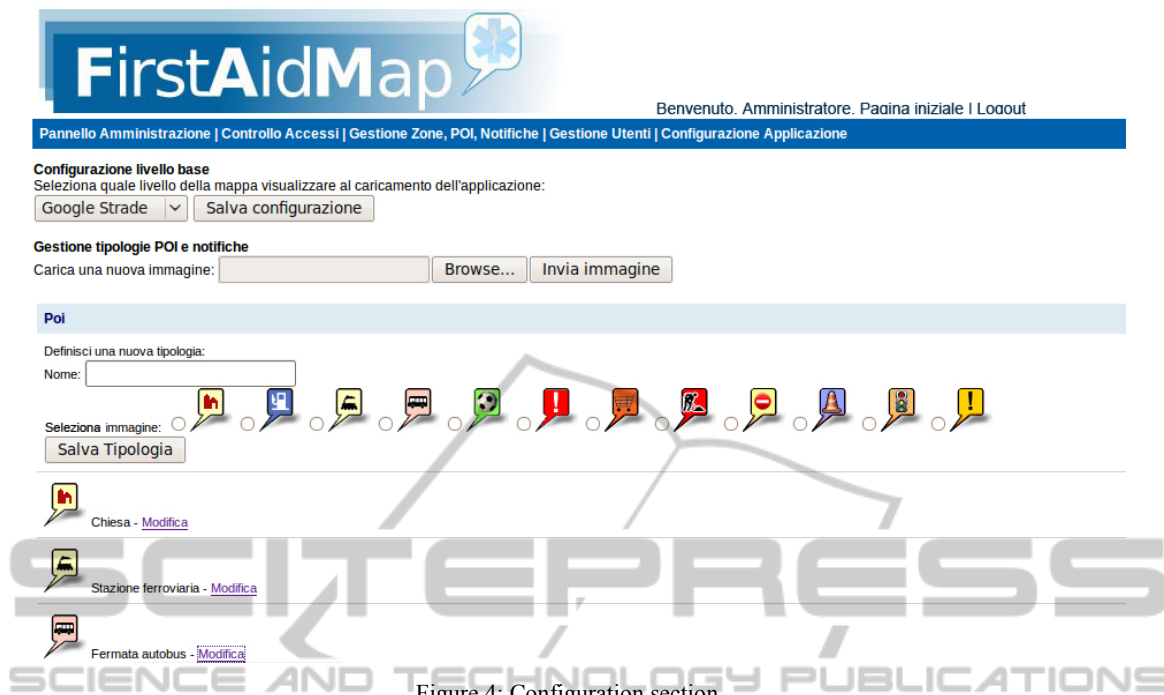 FirstAidMap
Benvenuto. Amministratore. Pagina iniziale | Logout
Pannello Amministrazione | Controllo Accessi | Gestione Zone, POI, Notifiche | Gestione Utenti | Configurazione Applicazione
Configurazione livello base
Seleziona quale livello della mappa visualizzare al caricamento dell'applicazione:
Google Strade Salva configurazione
Gestione tipologie POI e notifiche
Carica una nuova immagine: Browse... Invia immagine
Poi
Definisci una nuova tipologia:
Nome:
Seleziona immagine:
Salva Tipologia
Chiesa - Modifica
Stazione ferroviaria - Modifica
Fermata autobus - Modifica
SCITEPRESS
SCIENCE AND TECHNOLOGY PUBLICATIONS
Figure 4: Configuration section